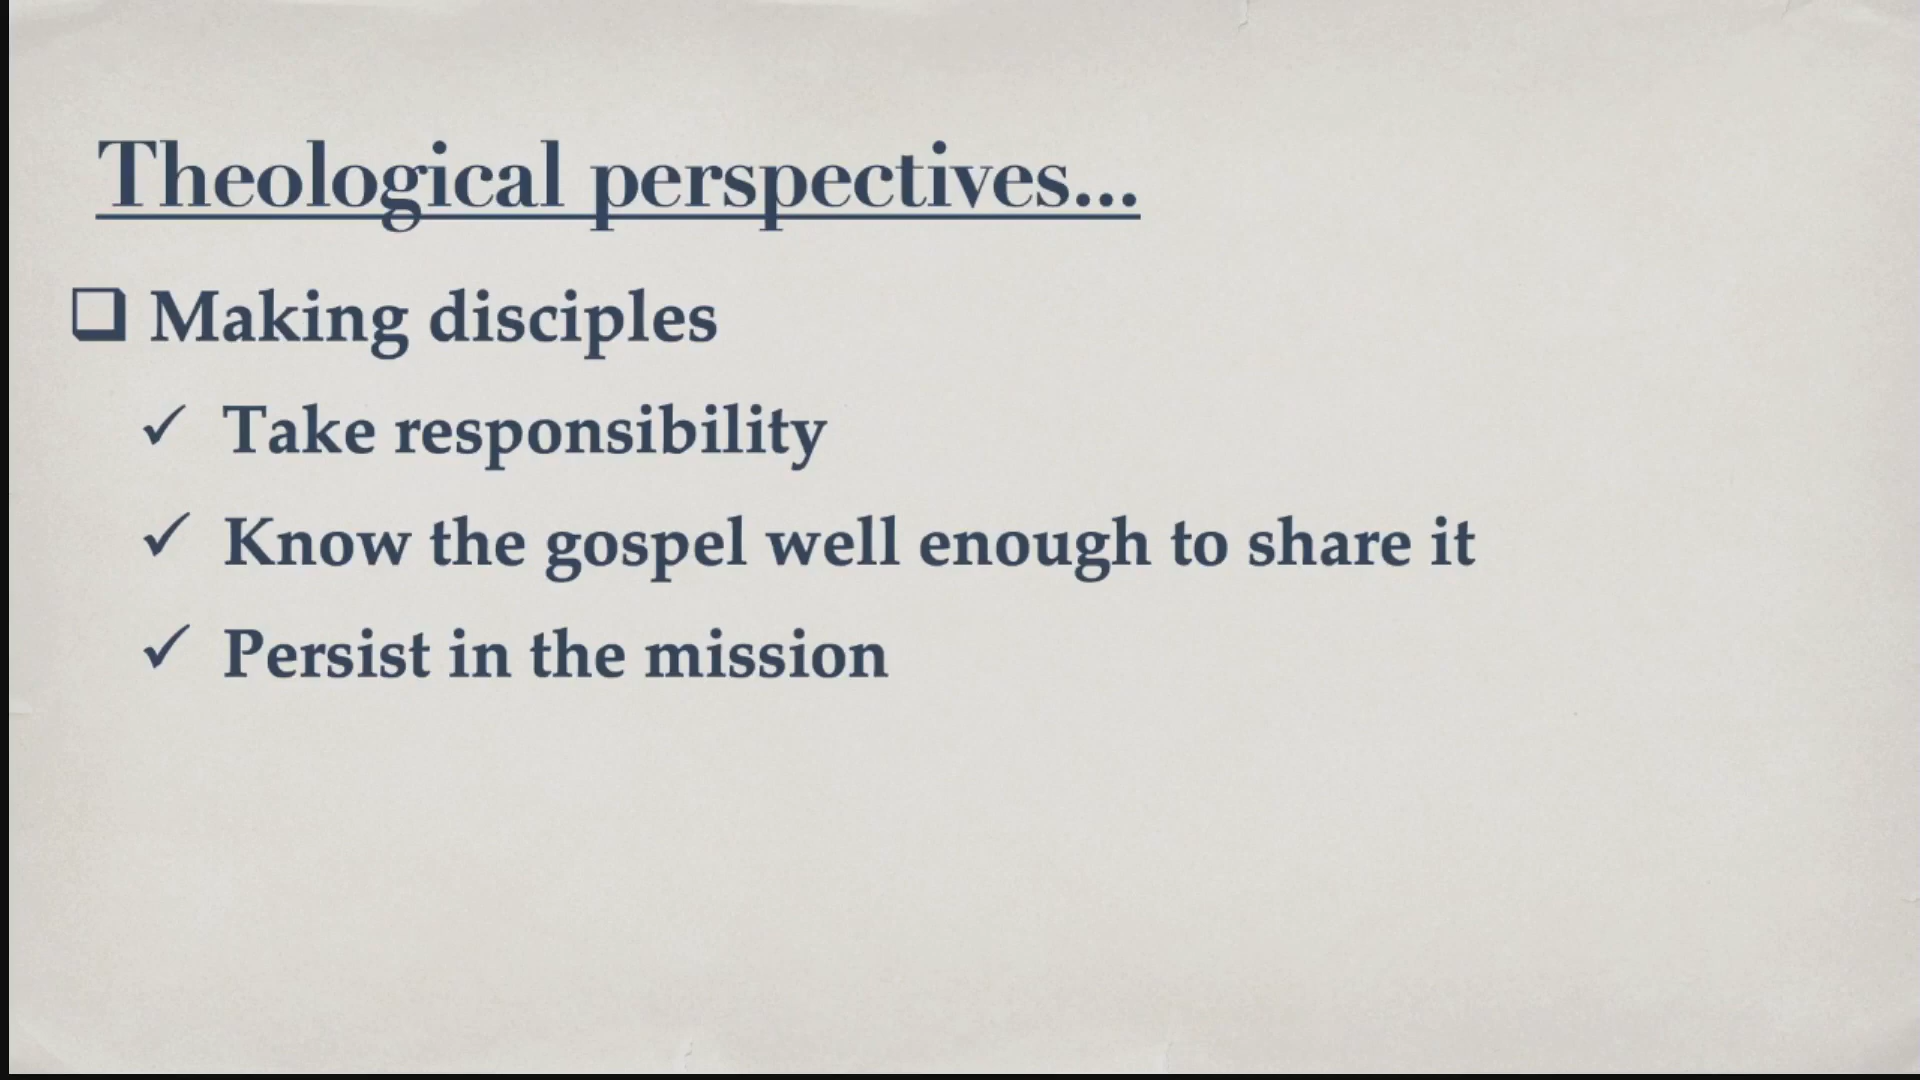 Theological perspectives...
❑ Making disciples
✓ Take responsibility
✓ Know the gospel well enough to share it
✓ Persist in the mission